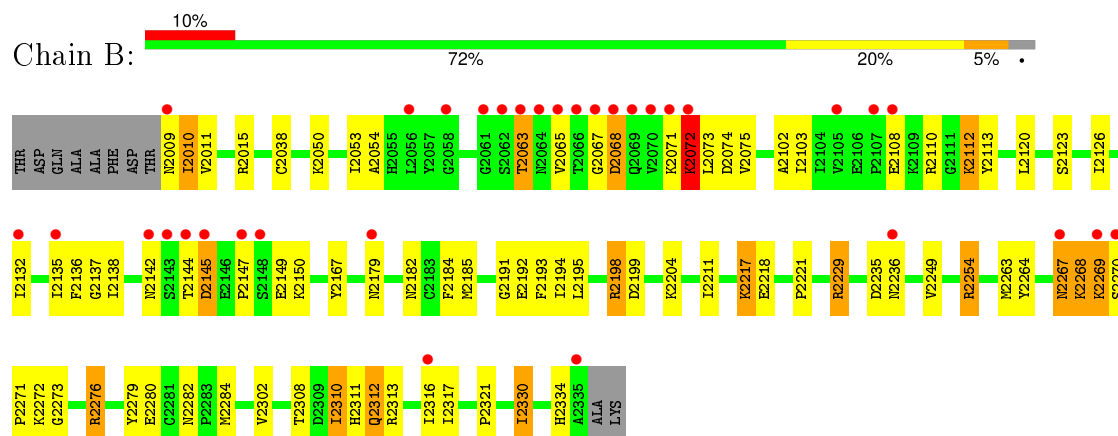 10%
Chain B:
72% 20% 5% •
THR ASP GLN ALA ALA PHE ASP THR N2009 I2010 V2011 R2015 C2038 K2050 I2053 A2054 H2055 L2056 Y2057 G2058 G2061 S2062 T2063 N2064 V2065 T2066 G2067 D2068 Q2069 V2070 K2071 K2072 L2073 D2074 V2075 A2102 I2103 I2104 V2105 E2106 P2107 E2108 K2109 R2110 G2111 K2112 Y2113 L2120 S2123 I2126
I2132 I2135 F2136 G2137 I2138 N2142 S2143 T2144 D2145 E2146 P2147 S2148 E2149 K2150 Y2167 N2179 N2182 C2183 F2184 M2185 G2191 E2192 F2193 I2194 L2195 R2198 D2199 K2204 I2211 K2217 E2218 P2221 R2229 D2235 N2236 V2249 R2254 M2263 Y2264 N2267 K2268 K2269 S2270
P2271 K2272 G2273 R2276 Y2279 E2280 C2281 N2282 P2283 M2284 V2302 T2308 D2309 I2310 H2311 Q2312 R2313 I2316 I2317 P2321 I2330 H2334 A2335 ALA LYS